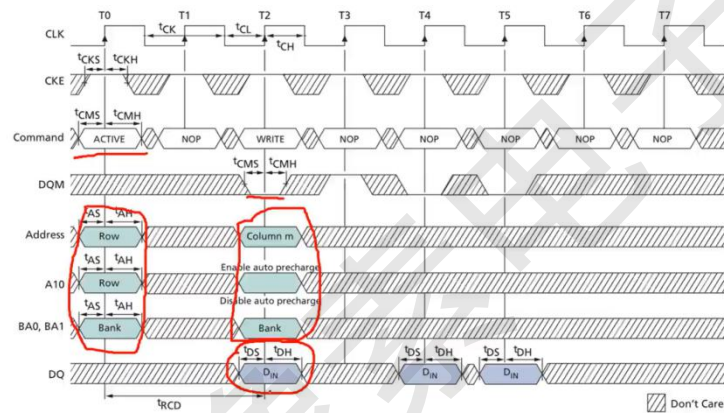 T0 T1 T2 T3 T4 T5 T6 T7
CLK tCK tCL tCH
tCKS tCKH
CKE
tCMS tCMH
Command ACTIVE NOP WRITE NOP NOP NOP NOP NOP
tCMS tCMH
DQM
tAS tAH
Address Row Column m
tAS tAH Enable auto precharge
A10 Row
tAS tAH Disable auto precharge
BA0, BA1 Bank Bank
tDS tDH tDS tDH tDS tDH
DQ DIN DIN DIN
tRCD
Don't Care